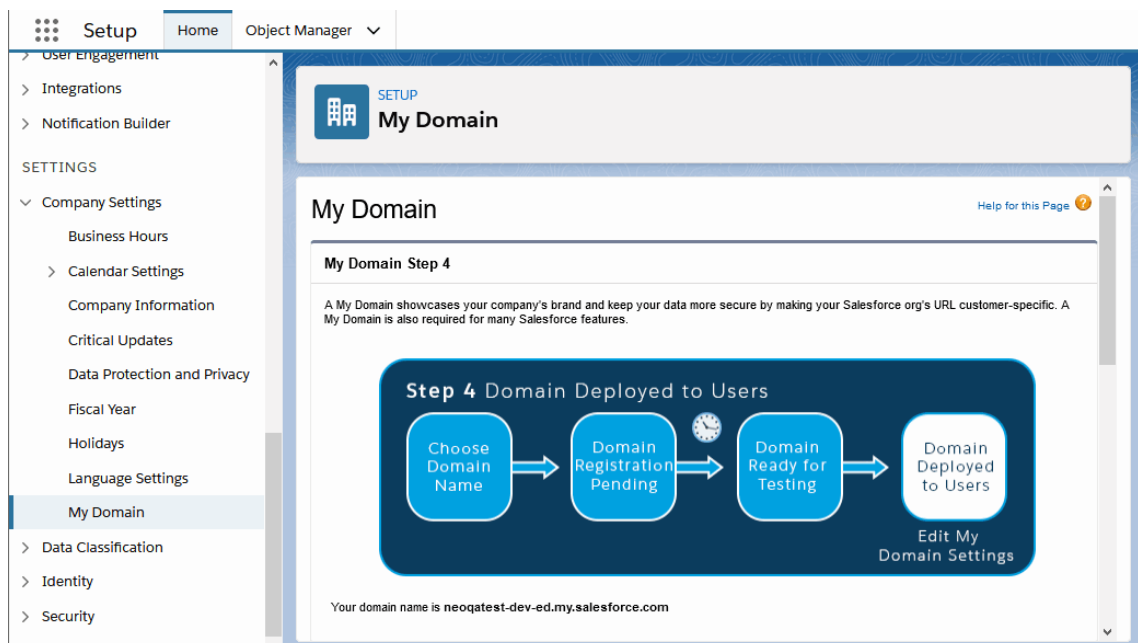 Setup
Home
Object Manager
User Engagement
Integrations
Notification Builder
SETTINGS
Company Settings
Business Hours
Calendar Settings
Company Information
Critical Updates
Data Protection and Privacy
Fiscal Year
Holidays
Language Settings
My Domain
Data Classification
Identity
Security
SETUP
My Domain
My Domain
Help for this Page ?
My Domain Step 4
A My Domain showcases your company's brand and keep your data more secure by making your Salesforce org's URL customer-specific. A
My Domain is also required for many Salesforce features.
Step 4 Domain Deployed to Users
Choose
Domain
Name
Domain
Registration
Pending
Domain
Ready for
Testing
Domain
Deployed
to Users
Edit My
Domain Settings
Your domain name is neoqatest-dev-ed.my.salesforce.com